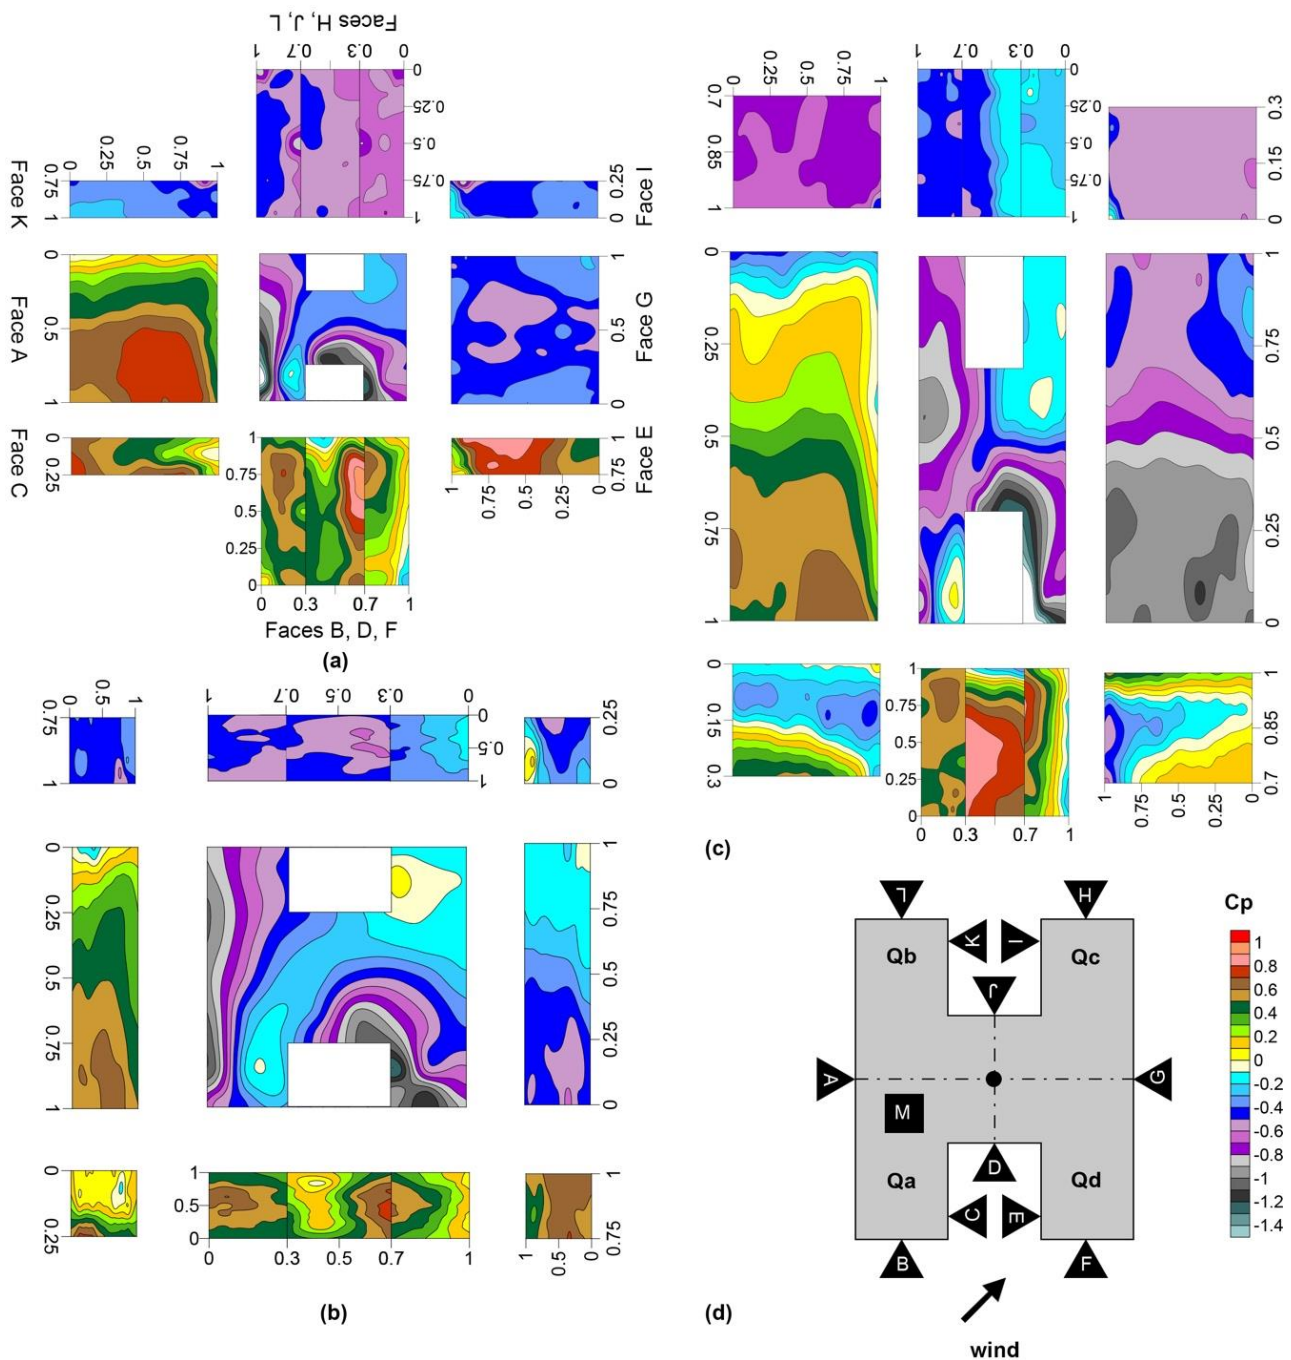 Faces H, J, L
1 0.7 0.3 0
0 0.25 0.5 0.75 1
0 0.25 0.5 0.75 1
Face K
0.75 1
Face I
0.25 0
Face A
0 0.5 1
Face G
1 0.5 0
Face C
0 0.25
Face E
1 0.75
1 0.5 0.25 0
1 0.75 0.5 0.25 0
0 0.3 0.7 1
Faces B, D, F
(a)
0 0.5 1
0.75 1
1 0.7 0.5 0.3 0
0 0.5 1
0.25 0
0 0.25 0.5 0.75 1
1 0.75 0.5 0.25 0
0 0.25
1 0.5 0
0 0.3 0.5 0.7 1
1 0.75
1 0.5 0
(b)
0 0.25 0.5 1
0.7 0.85 1
1 0.7 0.3 0
0 0.25 0.5 0.75 1
0.3 0.15 0
0 0.25 0.5 0.75 1
1 0.75 0.5 0.25 0
0 0.15 0.3
1 0.75 0.5 0.25 0
0 0.3 0.7 1
1 0.85 0.7
1 0.75 0.5 0.25 0
(c)
L H
Qb K I Qc
J
A G
M
D
Qa C E Qd
B F
(d)
wind
Cp
1
0.8
0.6
0.4
0.2
0
-0.2
-0.4
-0.6
-0.8
-1
-1.2
-1.4